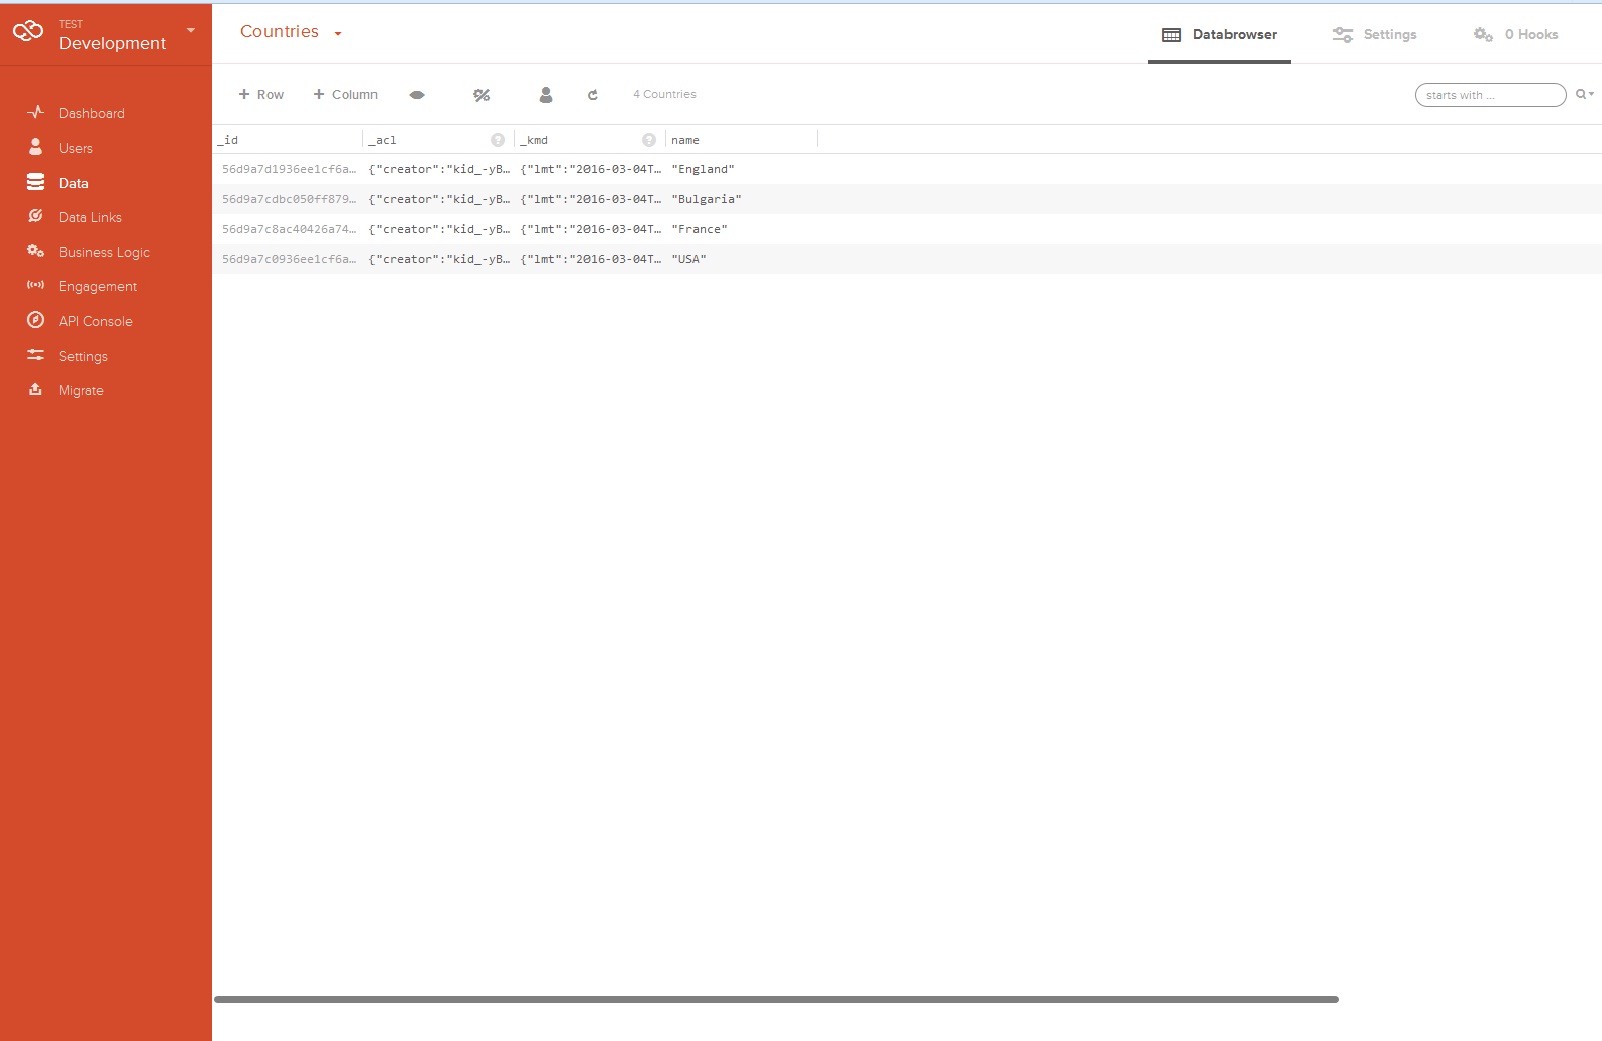 TEST
Development
Dashboard
Users
Data
Data Links
Business Logic
Engagement
API Console
Settings
Migrate
Countries
Databrowser Settings 0 Hooks
+ Row + Column 4 Countries starts with ...
_id _acl ? _kmd ? name
56d9a7d1936ee1cf6a… {"creator":"kid_-yB… {"lmt":"2016-03-04T… "England"
56d9a7cdbc050ff879… {"creator":"kid_-yB… {"lmt":"2016-03-04T… "Bulgaria"
56d9a7c8ac40426a74… {"creator":"kid_-yB… {"lmt":"2016-03-04T… "France"
56d9a7c0936ee1cf6a… {"creator":"kid_-yB… {"lmt":"2016-03-04T… "USA"